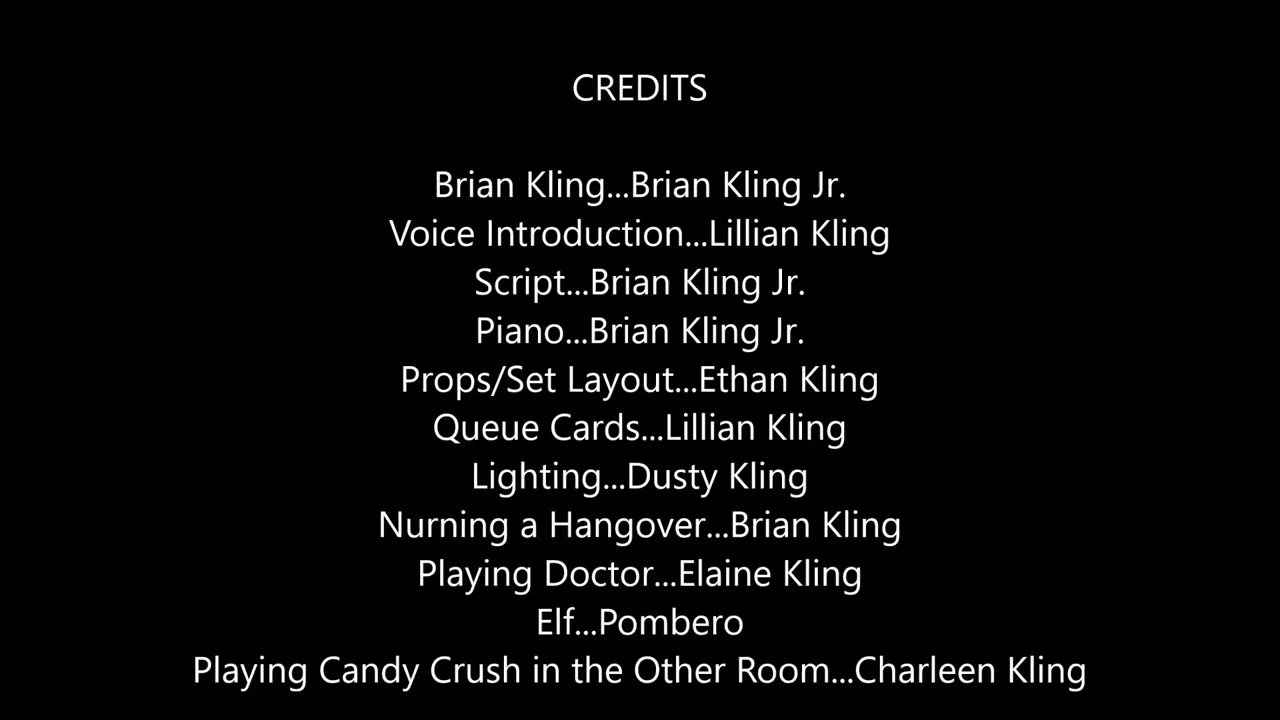 CREDITS
Brian Kling...Brian Kling Jr.
Voice Introduction...Lillian Kling
Script...Brian Kling Jr.
Piano...Brian Kling Jr.
Props/Set Layout...Ethan Kling
Queue Cards...Lillian Kling
Lighting...Dusty Kling
Nurning a Hangover...Brian Kling
Playing Doctor...Elaine Kling
Elf...Pombero
Playing Candy Crush in the Other Room...Charleen Kling